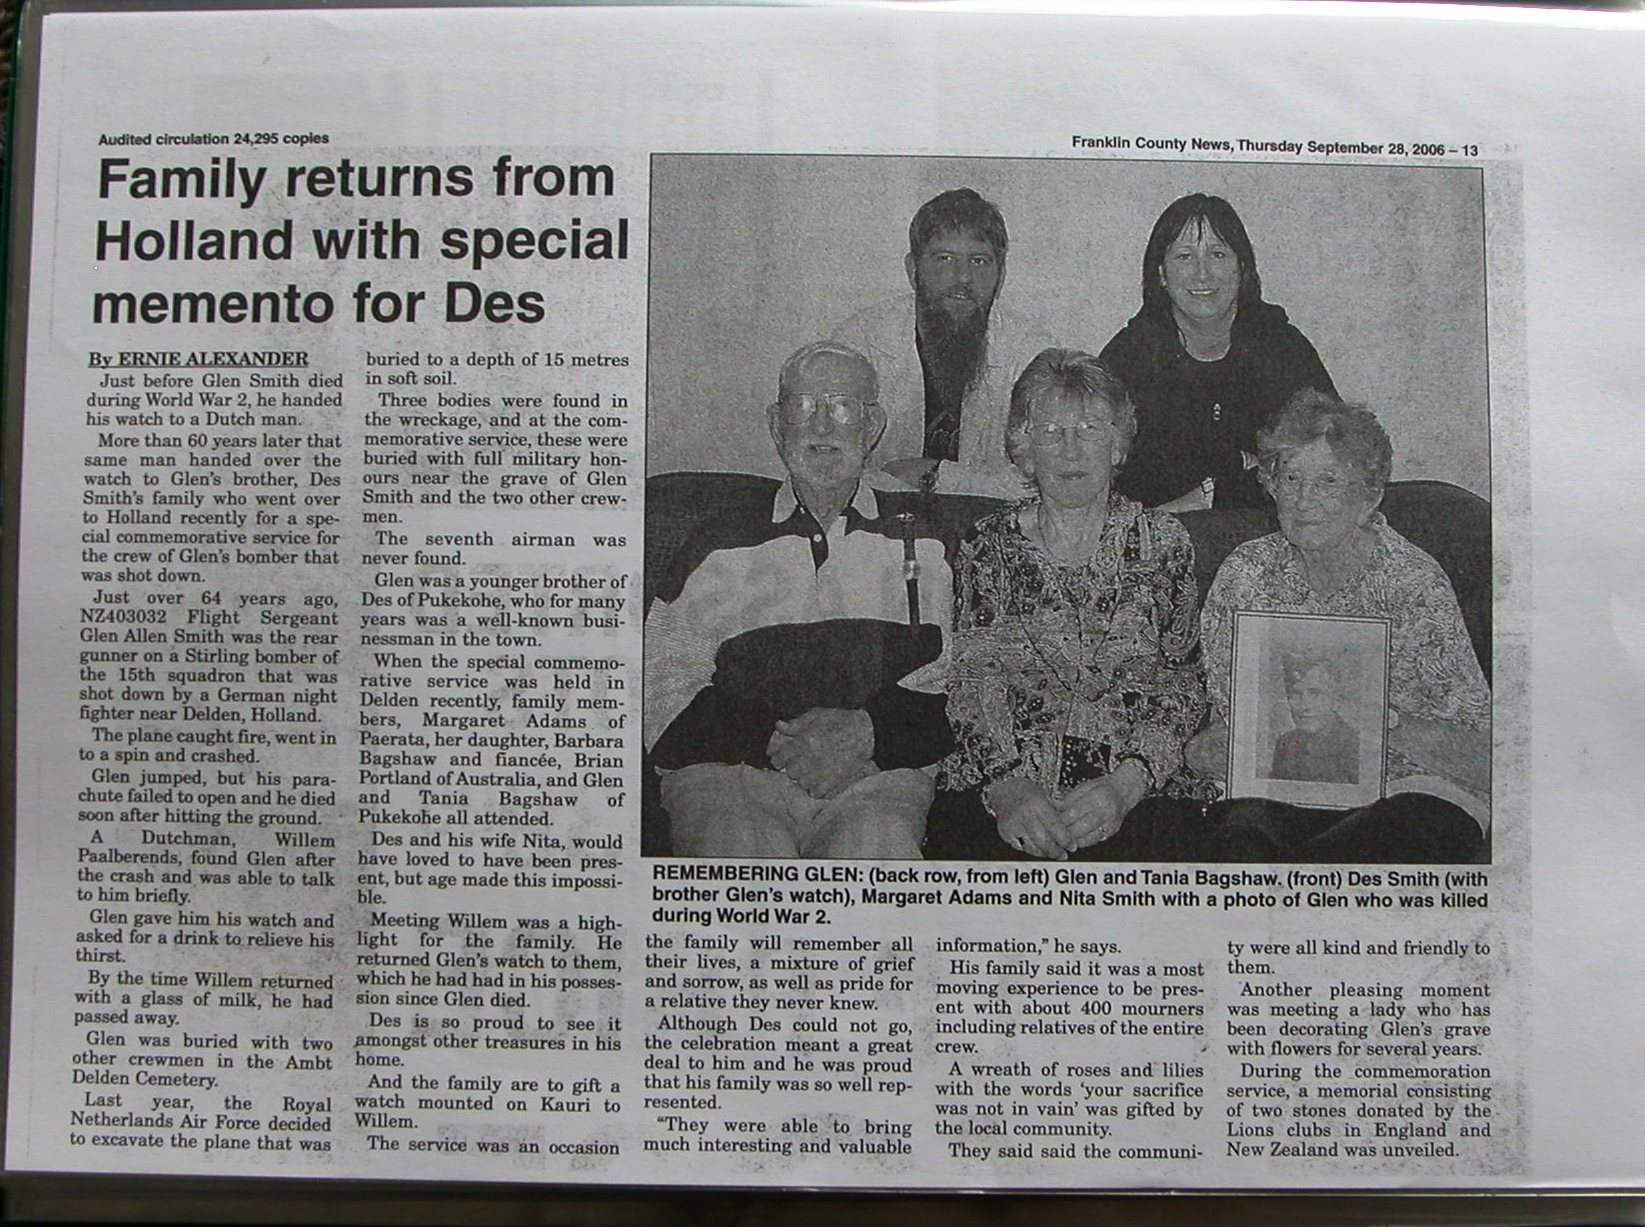 Audited circulation 24,295 copies
Franklin County News, Thursday September 28, 2006 – 13
Family returns from
Holland with special
memento for Des
By ERNIE ALEXANDER
Just before Glen Smith died
during World War 2, he handed
his watch to a Dutch man.
More than 60 years later that
same man handed over the
watch to Glen's brother, Des
Smith's family who went over
to Holland recently for a spe-
cial commemorative service for
the crew of Glen's bomber that
was shot down.
Just over 64 years ago,
NZ403032 Flight Sergeant
Glen Allen Smith was the rear
gunner on a Stirling bomber of
the 15th squadron that was
shot down by a German night
fighter near Delden, Holland.
The plane caught fire, went in
to a spin and crashed.
Glen jumped, but his para-
chute failed to open and he died
soon after hitting the ground.
A Dutchman, Willem
Paalberends, found Glen after
the crash and was able to talk
to him briefly.
Glen gave him his watch and
asked for a drink to relieve his
thirst.
By the time Willem returned
with a glass of milk, he had
passed away.
Glen was buried with two
other crewmen in the Ambt
Delden Cemetery.
Last year, the Royal
Netherlands Air Force decided
to excavate the plane that was
buried to a depth of 15 metres
in soft soil.
Three bodies were found in
the wreckage, and at the com-
memorative service, these were
buried with full military hon-
ours near the grave of Glen
Smith and the two other crew-
men.
The seventh airman was
never found.
Glen was a younger brother of
Des of Pukekohe, who for many
years was a well-known busi-
nessman in the town.
When the special commemo-
rative service was held in
Delden recently, family mem-
bers, Margaret Adams of
Paerata, her daughter, Barbara
Bagshaw and fiancée, Brian
Portland of Australia, and Glen
and Tania Bagshaw of
Pukekohe all attended.
Des and his wife Nita, would
have loved to have been pres-
ent, but age made this impossi-
ble.
Meeting Willem was a high-
light for the family. He
returned Glen's watch to them,
which he had had in his posses-
sion since Glen died.
Des is so proud to see it
amongst other treasures in his
home.
And the family are to gift a
watch mounted on Kauri to
Willem.
The service was an occasion
REMEMBERING GLEN: (back row, from left) Glen and Tania Bagshaw. (front) Des Smith (with
brother Glen's watch), Margaret Adams and Nita Smith with a photo of Glen who was killed
during World War 2.
the family will remember all
their lives, a mixture of grief
and sorrow, as well as pride for
a relative they never knew.
Although Des could not go,
the celebration meant a great
deal to him and he was proud
that his family was so well rep-
resented.
“They were able to bring
much interesting and valuable
information,” he says.
His family said it was a most
moving experience to be pres-
ent with about 400 mourners
including relatives of the entire
crew.
A wreath of roses and lilies
with the words ‘your sacrifice
was not in vain’ was gifted by
the local community.
They said said the communi-
ty were all kind and friendly to
them.
Another pleasing moment
was meeting a lady who has
been decorating Glen's grave
with flowers for several years.
During the commemoration
service, a memorial consisting
of two stones donated by the
Lions clubs in England and
New Zealand was unveiled.